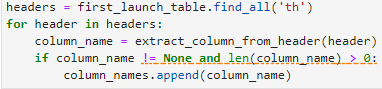 headers = first_launch_table.find_all('th')
for header in headers:
    column_name = extract_column_from_header(header)
    if column_name != None and len(column_name) > 0:
        column_names.append(column_name)